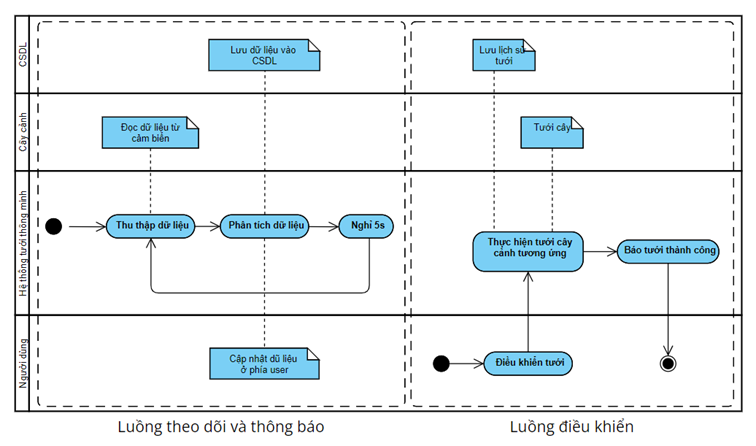 CSDL
Lưu dữ liệu vào
CSDL
Lưu lịch sử
tưới
Cây cảnh
Đọc dữ liệu từ
cảm biến
Tưới cây
Hệ thống tưới thông minh
Thu thập dữ liệu
Phân tích dữ liệu
Nghỉ 5s
Thực hiện tưới cây
cảnh tương ứng
Báo tưới thành công
Người dùng
Cập nhật dữ liệu
ở phía user
Điều khiển tưới
Luồng theo dõi và thông báo
Luồng điều khiển